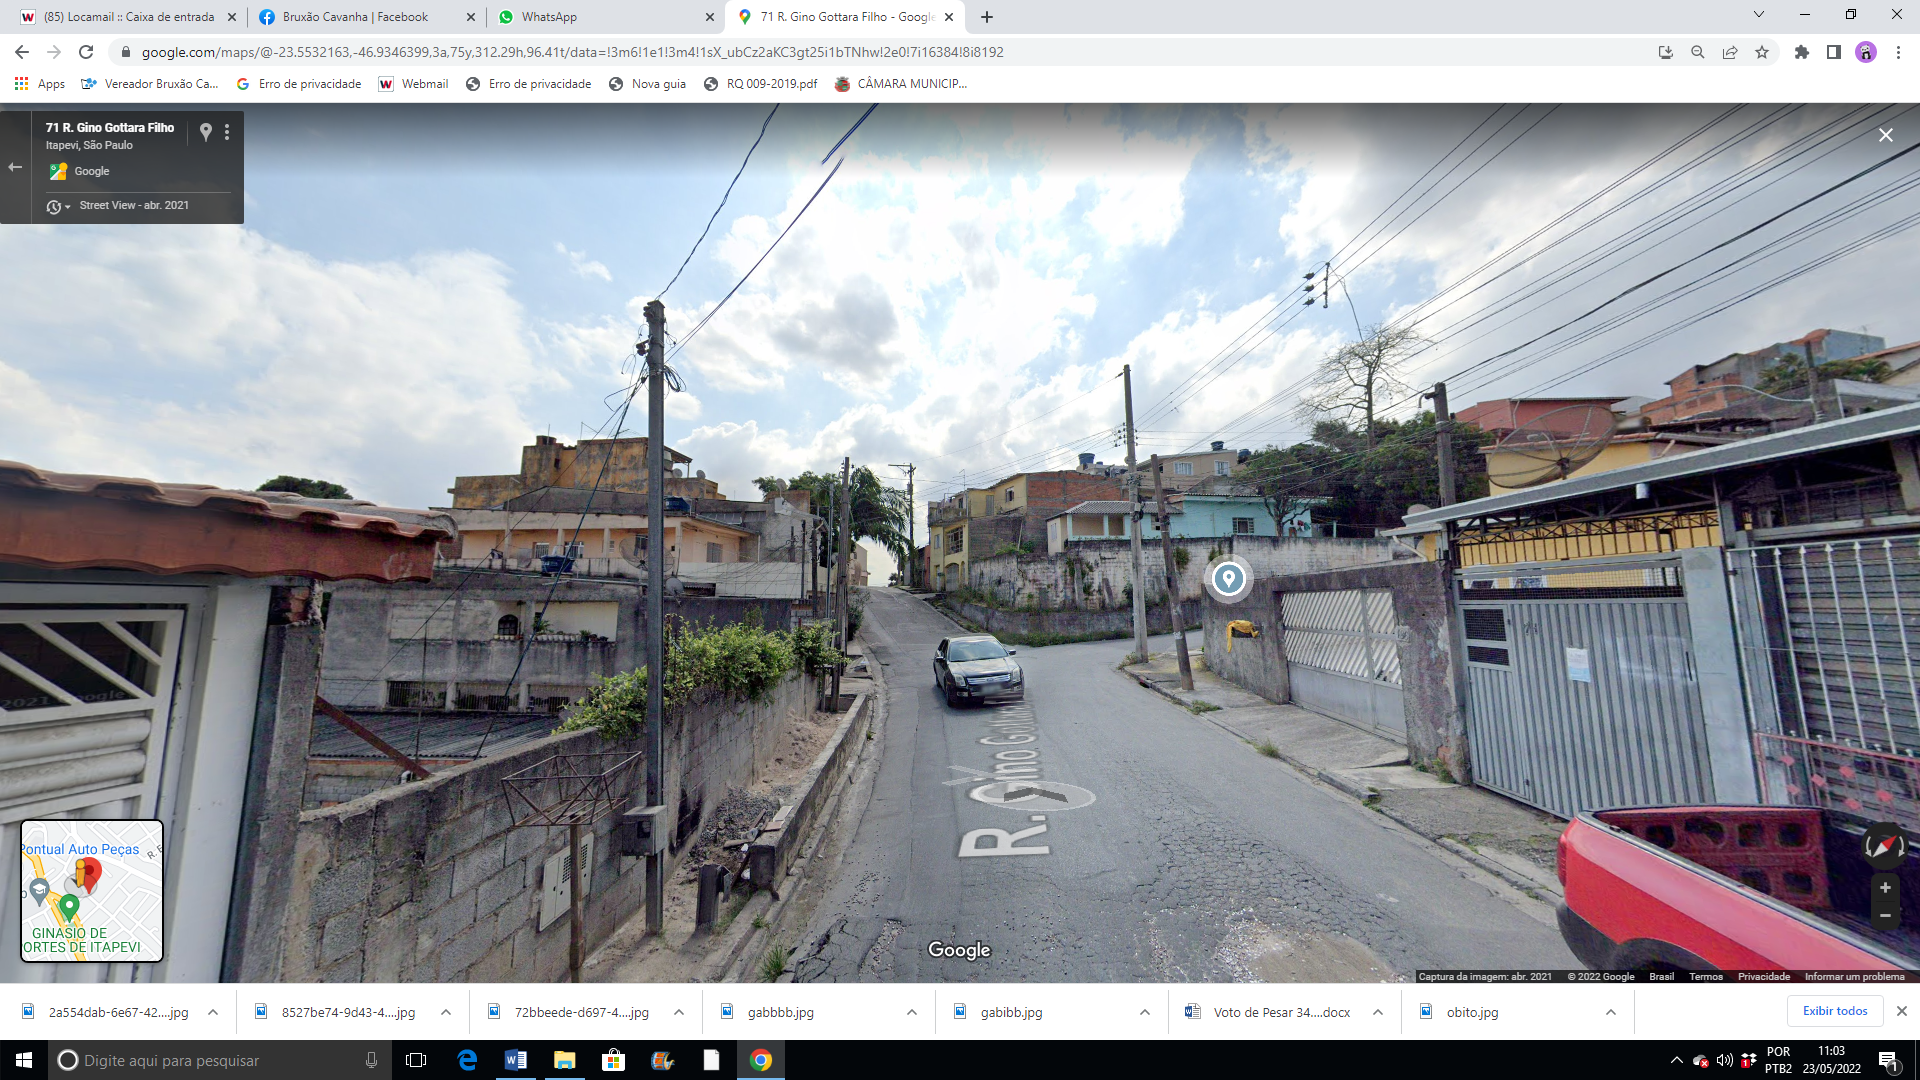 (85) Locamail :: Caixa de entrada
Bruxão Cavanha | Facebook
WhatsApp
71 R. Gino Gottara Filho - Google
google.com/maps/@-23.5532163,-46.9346399,3a,75y,312.29h,96.41t/data=!3m6!1e1!3m4!1sX_ubCz2aKC3gt25i1bTNhw!2e0!7i16384!8i8192
Apps
Vereador Bruxão Ca...
Erro de privacidade
Webmail
Erro de privacidade
Nova guia
RQ 009-2019.pdf
CÂMARA MUNICIP...
71 R. Gino Gottara Filho
Itapevi, São Paulo
Google
Street View - abr. 2021
R. Gino
Pontual Auto Peças
R. E
GINÁSIO DE
ORTES DE ITAPEVI
Google
Captura da imagem: abr. 2021 © 2022 Google Brasil Termos Privacidade Informar um problema
2a554dab-6e67-42....jpg
8527be74-9d43-4....jpg
72bbeede-d697-4....jpg
gabbbb.jpg
gabibb.jpg
Voto de Pesar 34....docx
obito.jpg
Exibir todos
Digite aqui para pesquisar
POR
PTB2
11:03
23/05/2022
1